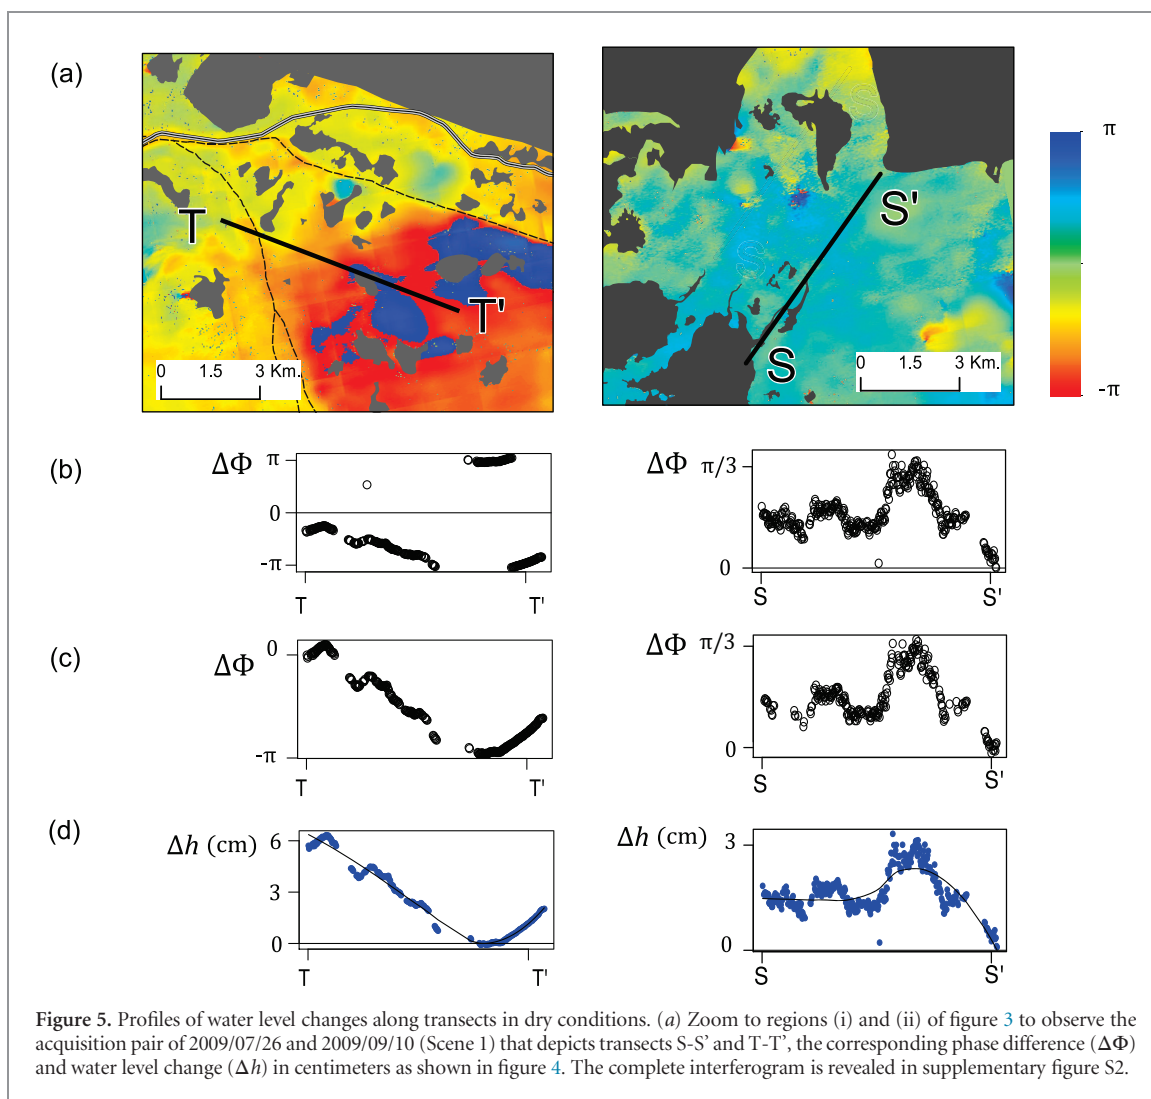 (a)
T
T'
0 1.5 3 Km.
S'
S
S
S
0 1.5 3 Km.
π
-π
(b)
ΔΦ
π
0
-π
T
T'
ΔΦ
π/3
0
S
S'
(c)
ΔΦ
0
-π
T
T'
ΔΦ
π/3
0
S
S'
(d)
Δh (cm)
6
3
0
T
T'
Δh (cm)
3
0
S
S'
Figure 5. Profiles of water level changes along transects in dry conditions. (a) Zoom to regions (i) and (ii) of figure 3 to observe the
acquisition pair of 2009/07/26 and 2009/09/10 (Scene 1) that depicts transects S-S’ and T-T’, the corresponding phase difference (ΔΦ)
and water level change (Δh) in centimeters as shown in figure 4. The complete interferogram is revealed in supplementary figure S2.